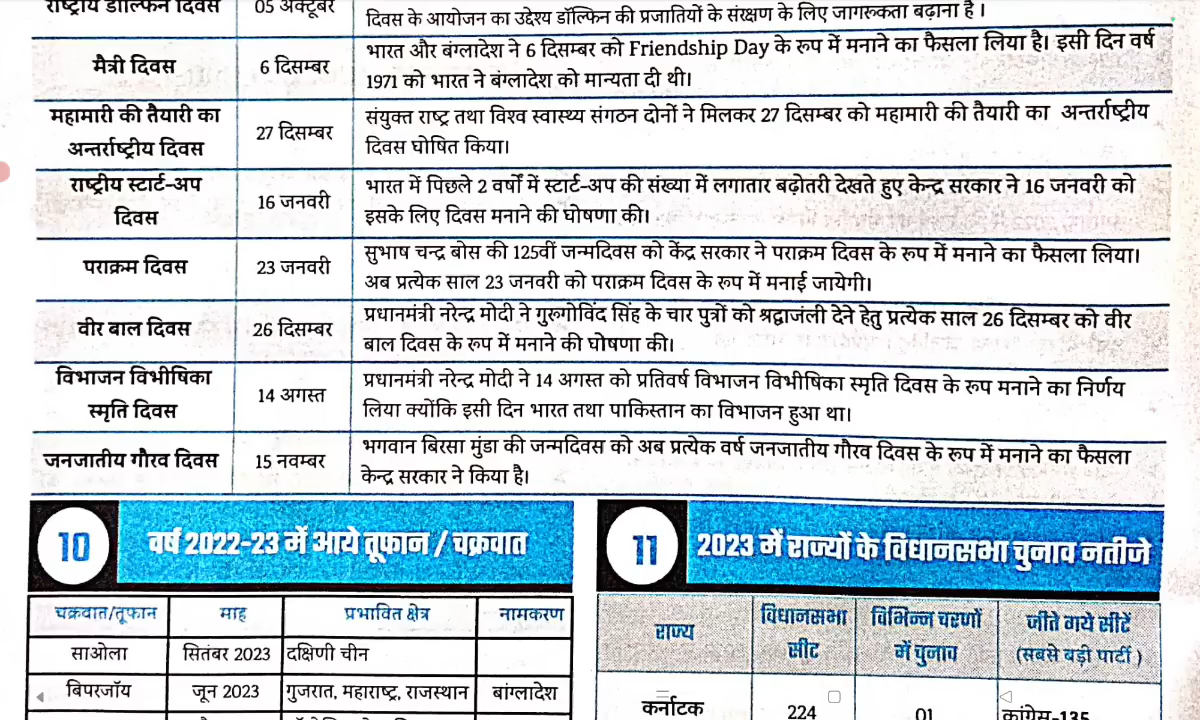 राष्ट्रीय डॉल्फिन दिवस
05 अक्टूबर
दिवस के आयोजन का उद्देश्य डॉल्फिन की प्रजातियों के संरक्षण के लिए जागरूकता बढ़ाना है।
मैत्री दिवस
6 दिसम्बर
भारत और बंग्लादेश ने 6 दिसम्बर को Friendship Day के रूप में मनाने का फैसला लिया है। इसी दिन वर्ष
1971 को भारत ने बंग्लादेश को मान्यता दी थी।
महामारी की तैयारी का
अन्तर्राष्ट्रीय दिवस
27 दिसम्बर
संयुक्त राष्ट्र तथा विश्व स्वास्थ्य संगठन दोनों ने मिलकर 27 दिसम्बर को महामारी की तैयारी का अन्तर्राष्ट्रीय
दिवस घोषित किया।
राष्ट्रीय स्टार्ट-अप
दिवस
16 जनवरी
भारत में पिछले 2 वर्षों में स्टार्ट-अप की संख्या में लगातार बढ़ोतरी देखते हुए केन्द्र सरकार ने 16 जनवरी को
इसके लिए दिवस मनाने की घोषणा की।
पराक्रम दिवस
23 जनवरी
सुभाष चन्द्र बोस की 125वीं जन्मदिवस को केंद्र सरकार ने पराक्रम दिवस के रूप में मनाने का फैसला लिया।
अब प्रत्येक साल 23 जनवरी को पराक्रम दिवस के रूप में मनाई जायेगी।
वीर बाल दिवस
26 दिसम्बर
प्रधानमंत्री नरेन्द्र मोदी ने गुरुगोविंद सिंह के चार पुत्रों को श्रद्वाजंली देने हेतु प्रत्येक साल 26 दिसम्बर को वीर
बाल दिवस के रूप में मनाने की घोषणा की।
विभाजन विभीषिका
स्मृति दिवस
14 अगस्त
प्रधानमंत्री नरेन्द्र मोदी ने 14 अगस्त को प्रतिवर्ष विभाजन विभीषिका स्मृति दिवस के रूप मनाने का निर्णय
लिया क्योंकि इसी दिन भारत तथा पाकिस्तान का विभाजन हुआ था।
जनजातीय गौरव दिवस
15 नवम्बर
भगवान बिरसा मुंडा की जन्मदिवस को अब प्रत्येक वर्ष जनजातीय गौरव दिवस के रूप में मनाने का फैसला
केन्द्र सरकार ने किया है।
10 वर्ष 2022-23 में आये तूफान / चक्रवात
चक्रवात/तूफान
माह
प्रभावित क्षेत्र
नामकरण
साओला
सितंबर 2023
दक्षिणी चीन
बिपरजॉय
जून 2023
गुजरात, महाराष्ट्र, राजस्थान
बांग्लादेश
11 2023 में राज्यों के विधानसभा चुनाव नतीजे
राज्य
विधानसभा
सीट
विभिन्न चरणों
में चुनाव
जीते गये सीटें
(सबसे बड़ी पार्टी)
कर्नाटक
224
01
कांग्रेस-135